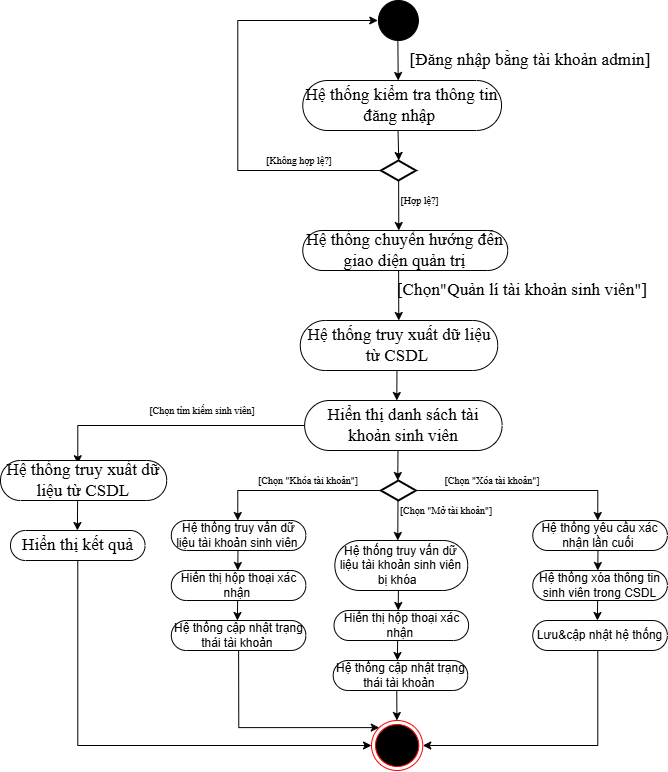 [Đăng nhập bằng tài khoản admin]
Hệ thống kiểm tra thông tin
đăng nhập
[Không hợp lệ?]
[Hợp lệ?]
Hệ thông chuyển hướng đến
giao diện quản trị
[Chọn"Quản lí tài khoản sinh viên"]
Hệ thống truy xuất dữ liệu
từ CSDL
[Chọn tìm kiếm sinh viên]
Hiển thị danh sách tài
khoản sinh viên
Hệ thống truy xuất dữ
liệu từ CSDL
Hiển thị kết quả
[Chọn "Khóa tài khoản"]
[Chọn "Xóa tài khoản"]
[Chọn "Mở tài khoản"]
Hệ thống truy vấn dữ
liệu tài khoản sinh viên
Hiển thị hộp thoại xác
nhận
Hệ thống cập nhật trạng
thái tài khoản
Hệ thống truy vấn dữ
liệu tài khoản sinh viên
bị khóa
Hiển thị hộp thoại xác
nhận
Hệ thống cập nhật trạng
thái tài khoản
Hệ thống yêu cầu xác
nhận lần cuối
Hệ thống xóa thông tin
sinh viên trong CSDL
Lưu&cập nhật hệ thống